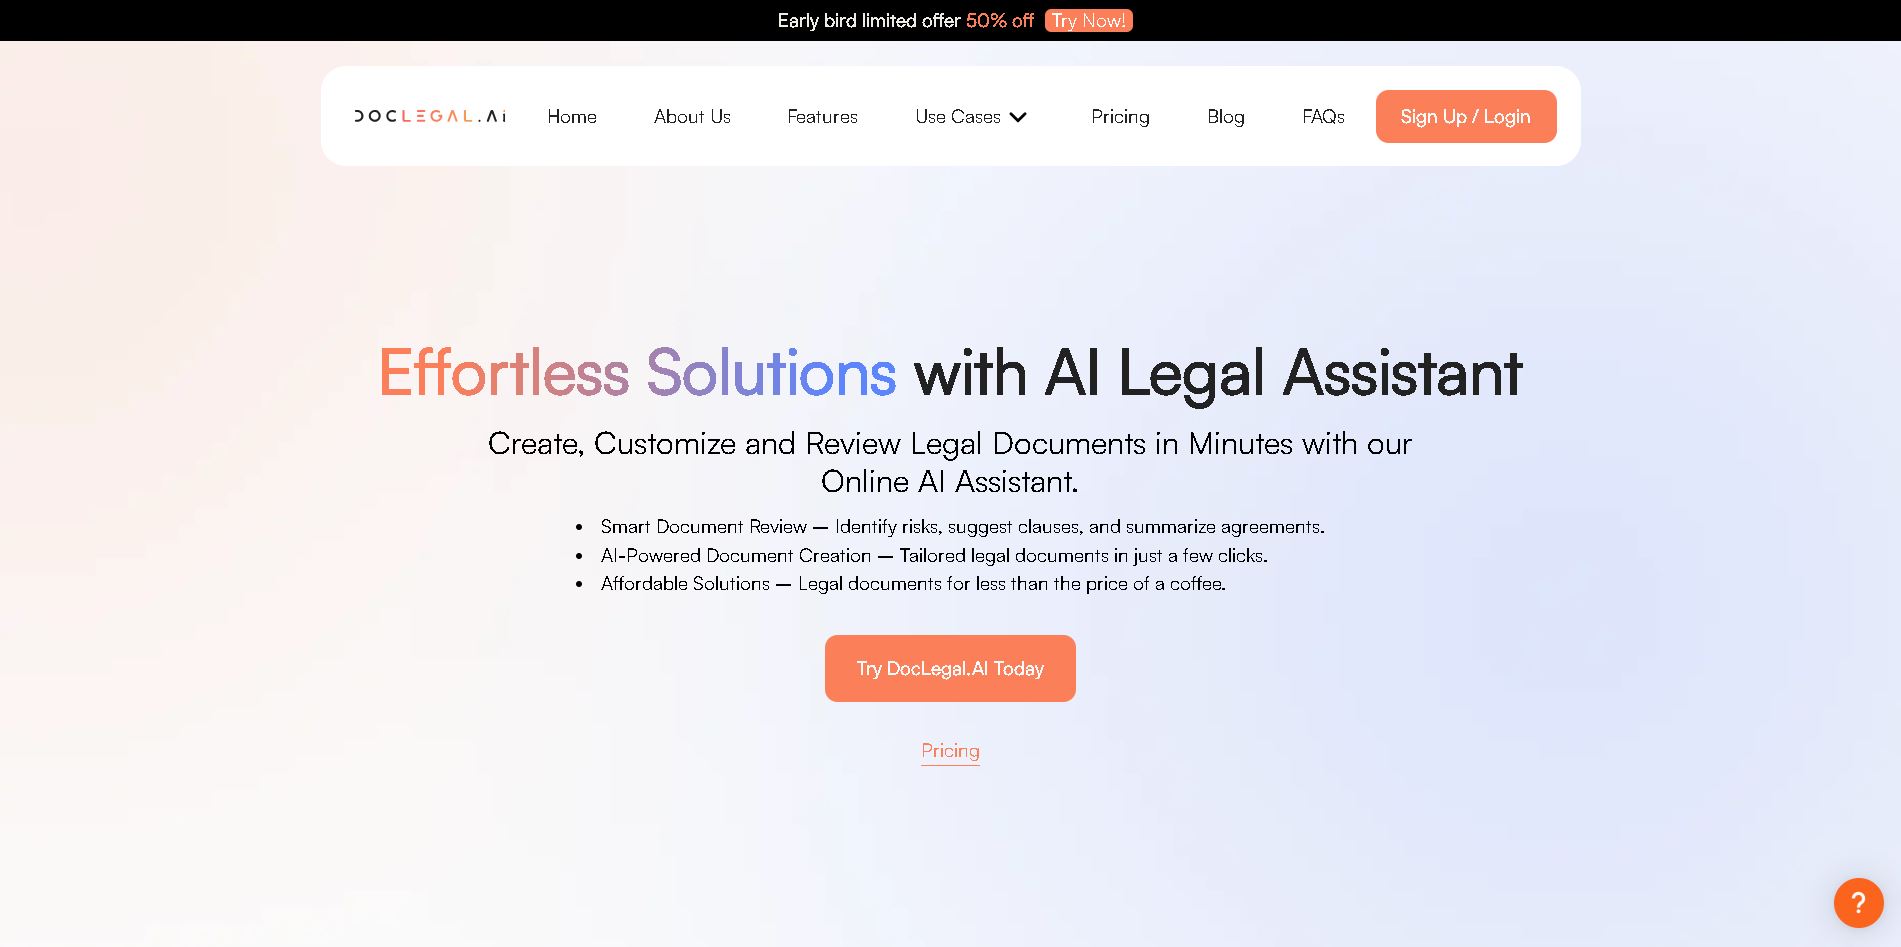 Early bird limited offer 50% off Try Now!
DOCLEGAL.Ai Home About Us Features Use Cases Pricing Blog FAQs Sign Up / Login
Effortless Solutions with AI Legal Assistant
Create, Customize and Review Legal Documents in Minutes with our
Online AI Assistant.
• Smart Document Review — Identify risks, suggest clauses, and summarize agreements.
• AI-Powered Document Creation — Tailored legal documents in just a few clicks.
• Affordable Solutions — Legal documents for less than the price of a coffee.
Try DocLegal.AI Today
Pricing
?